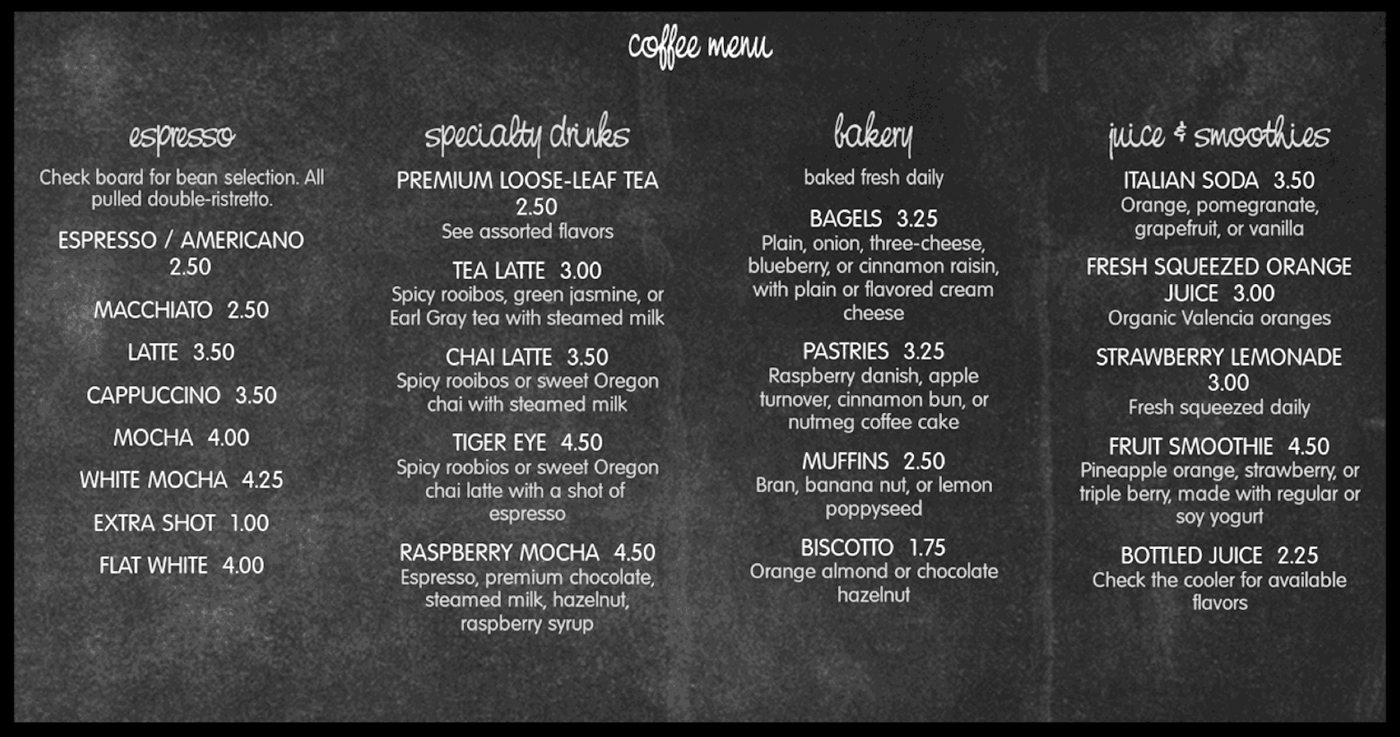 coffee menu
espresso
Check board for bean selection. All
pulled double-ristretto.
ESPRESSO / AMERICANO
2.50
MACCHIATO 2.50
LATTE 3.50
CAPPUCCINO 3.50
MOCHA 4.00
WHITE MOCHA 4.25
EXTRA SHOT 1.00
FLAT WHITE 4.00
specialty drinks
PREMIUM LOOSE-LEAF TEA
2.50
See assorted flavors
TEA LATTE 3.00
Spicy rooibos, green jasmine, or
Earl Gray tea with steamed milk
CHAI LATTE 3.50
Spicy rooibos or sweet Oregon
chai with steamed milk
TIGER EYE 4.50
Spicy roobios or sweet Oregon
chai latte with a shot of
espresso
RASPBERRY MOCHA 4.50
Espresso, premium chocolate,
steamed milk, hazelnut,
raspberry syrup
bakery
baked fresh daily
BAGELS 3.25
Plain, onion, three-cheese,
blueberry, or cinnamon raisin,
with plain or flavored cream
cheese
PASTRIES 3.25
Raspberry danish, apple
turnover, cinnamon bun, or
nutmeg coffee cake
MUFFINS 2.50
Bran, banana nut, or lemon
poppyseed
BISCOTTO 1.75
Orange almond or chocolate
hazelnut
juice & smoothies
ITALIAN SODA 3.50
Orange, pomegranate,
grapefruit, or vanilla
FRESH SQUEEZED ORANGE
JUICE 3.00
Organic Valencia oranges
STRAWBERRY LEMONADE
3.00
Fresh squeezed daily
FRUIT SMOOTHIE 4.50
Pineapple orange, strawberry, or
triple berry, made with regular or
soy yogurt
BOTTLED JUICE 2.25
Check the cooler for available
flavors